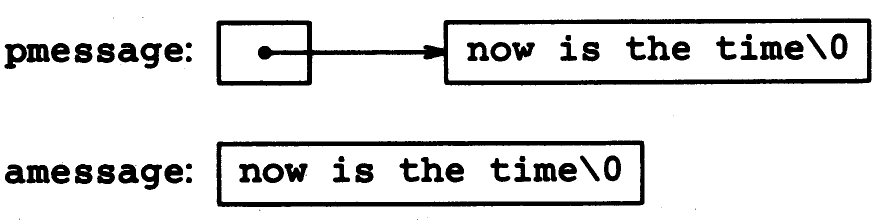 pmessage: now is the time\0
amessage: now is the time\0